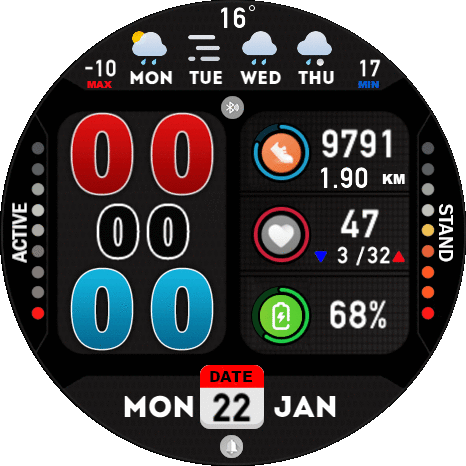 16°
-10 MAX
MON TUE WED THU
17 MIN
00
00
00
9791
1.90 KM
47
3 /32
68%
ACTIVE
STAND
DATE
MON 22 JAN